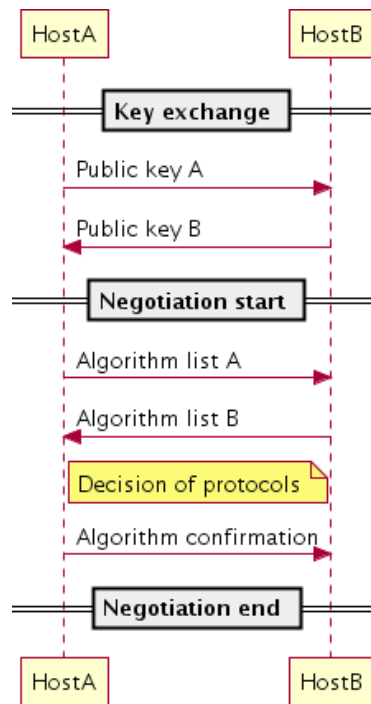 HostA HostB
Key exchange
Public key A
Public key B
Negotiation start
Algorithm list A
Algorithm list B
Decision of protocols
Algorithm confirmation
Negotiation end
HostA HostB